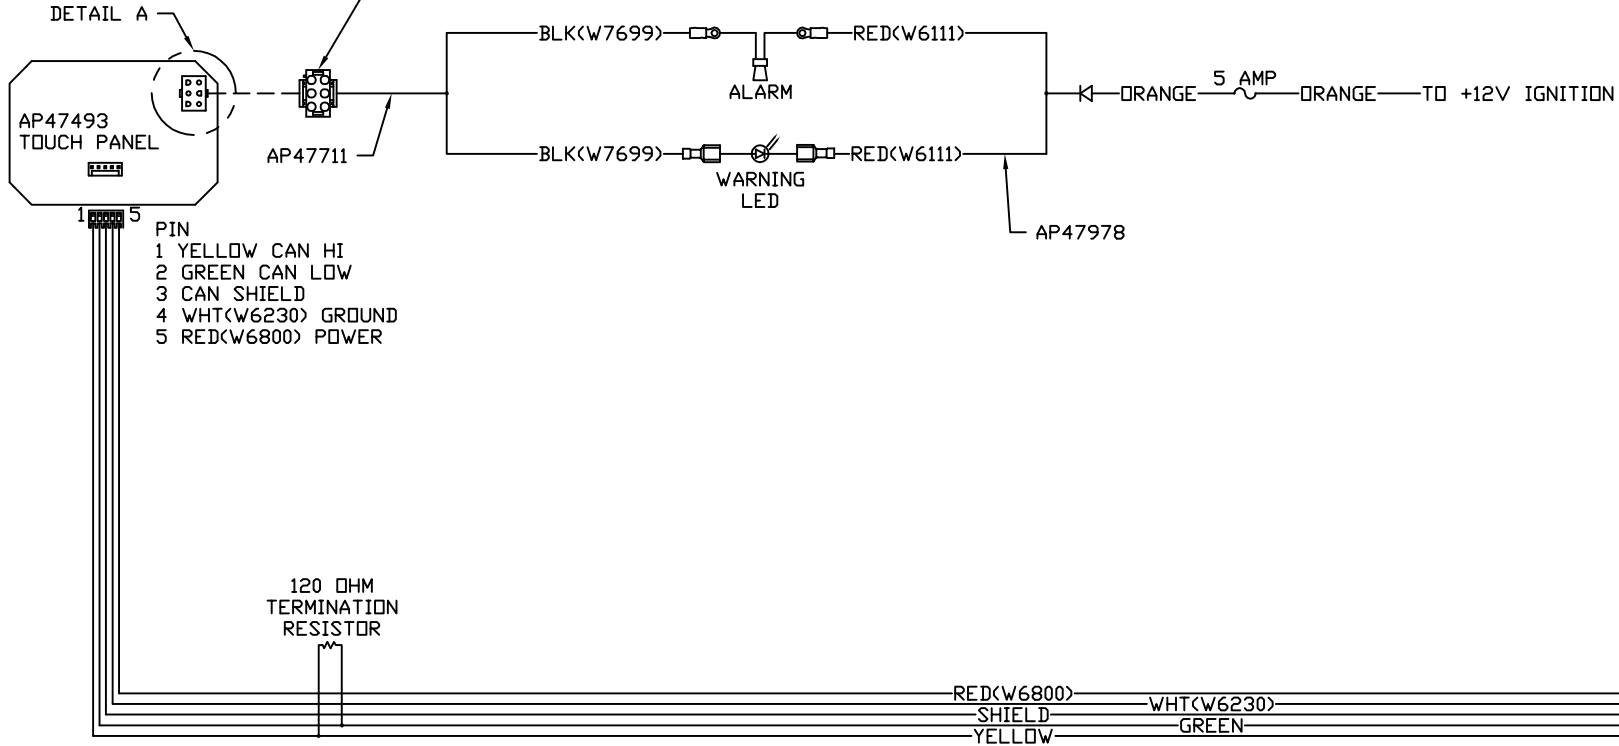 DETAIL A
BLK(W7699)
RED(W6111)
ALARM
5 AMP
ORANGE
ORANGE
TO +12V IGNITION
AP47493
TOUCH PANEL
AP47711
BLK(W7699)
RED(W6111)
WARNING
LED
AP47978
1
5
PIN
1 YELLOW CAN HI
2 GREEN CAN LOW
3 CAN SHIELD
4 WHT(W6230) GROUND
5 RED(W6800) POWER
120 OHM
TERMINATION
RESISTOR
RED(W6800)
WHT(W6230)
SHIELD
GREEN
YELLOW